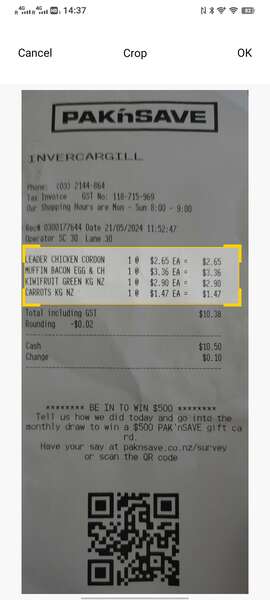 14:37
82
Cancel
Crop
OK
PAK'nSAVE
INVERCARGILL
Phone: (03) 2144-864
Tax Invoice GST No: 118-715-969
Our Shopping Hours are Mon - Sun 8:00 - 9:00
Rec# 0300177644 Date 21/05/2024 11:52:47
Operator SC 30 Lane 30
LEADER CHICKEN CORDON 1 @ $2.65 EA = $2.65
MUFFIN BACON EGG & CH 1 @ $3.36 EA = $3.36
KIWIFRUIT GREEN KG NZ 1 @ $2.90 EA = $2.90
CARROTS KG NZ 1 @ $1.47 EA = $1.47
Total including GST $10.38
Rounding -$0.02
Cash $10.50
Change $0.10
******** BE IN TO WIN $500 ********
Tell us how we did today and go into the
monthly draw to win a $500 PAK'nSAVE gift ca
rd.
Have your say at paknsave.co.nz/survey
or scan the QR code